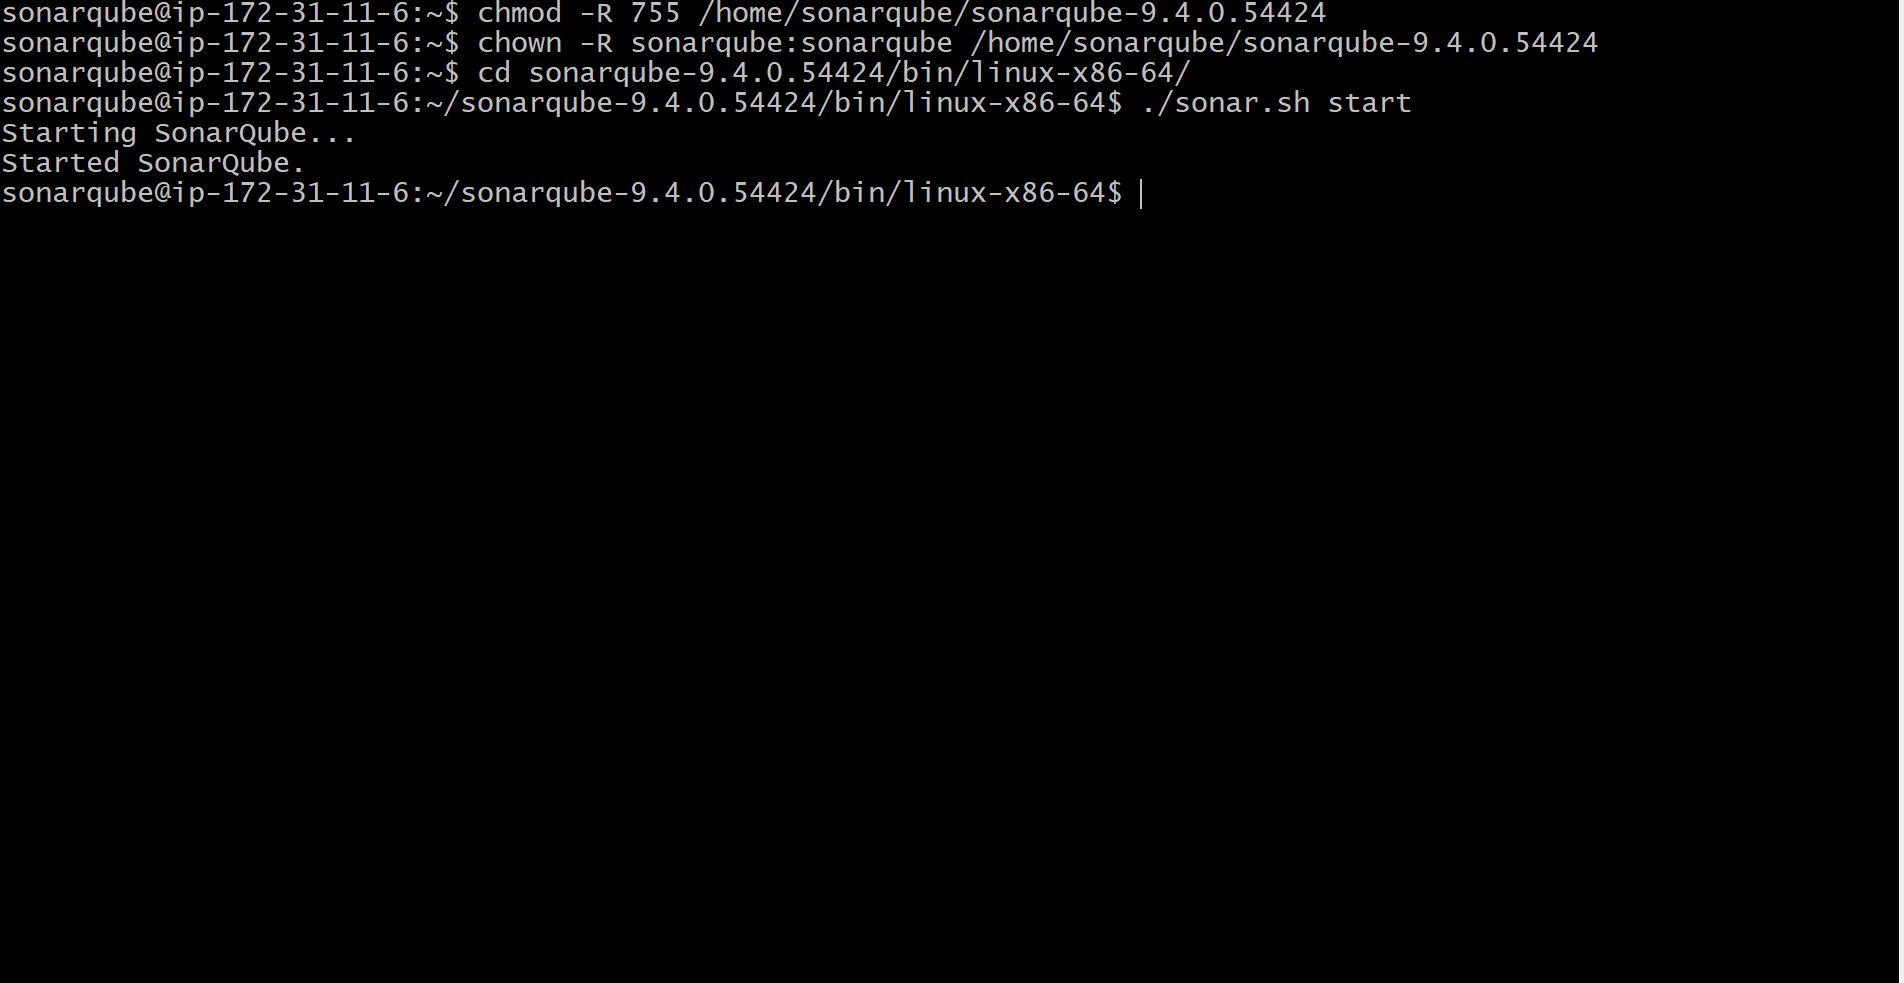 sonarqube@ip-172-31-11-6:~$ chmod -R 755 /home/sonarqube/sonarqube-9.4.0.54424
sonarqube@ip-172-31-11-6:~$ chown -R sonarqube:sonarqube /home/sonarqube/sonarqube-9.4.0.54424
sonarqube@ip-172-31-11-6:~$ cd sonarqube-9.4.0.54424/bin/linux-x86-64/
sonarqube@ip-172-31-11-6:~/sonarqube-9.4.0.54424/bin/linux-x86-64$ ./sonar.sh start
Starting SonarQube...
Started SonarQube.
sonarqube@ip-172-31-11-6:~/sonarqube-9.4.0.54424/bin/linux-x86-64$